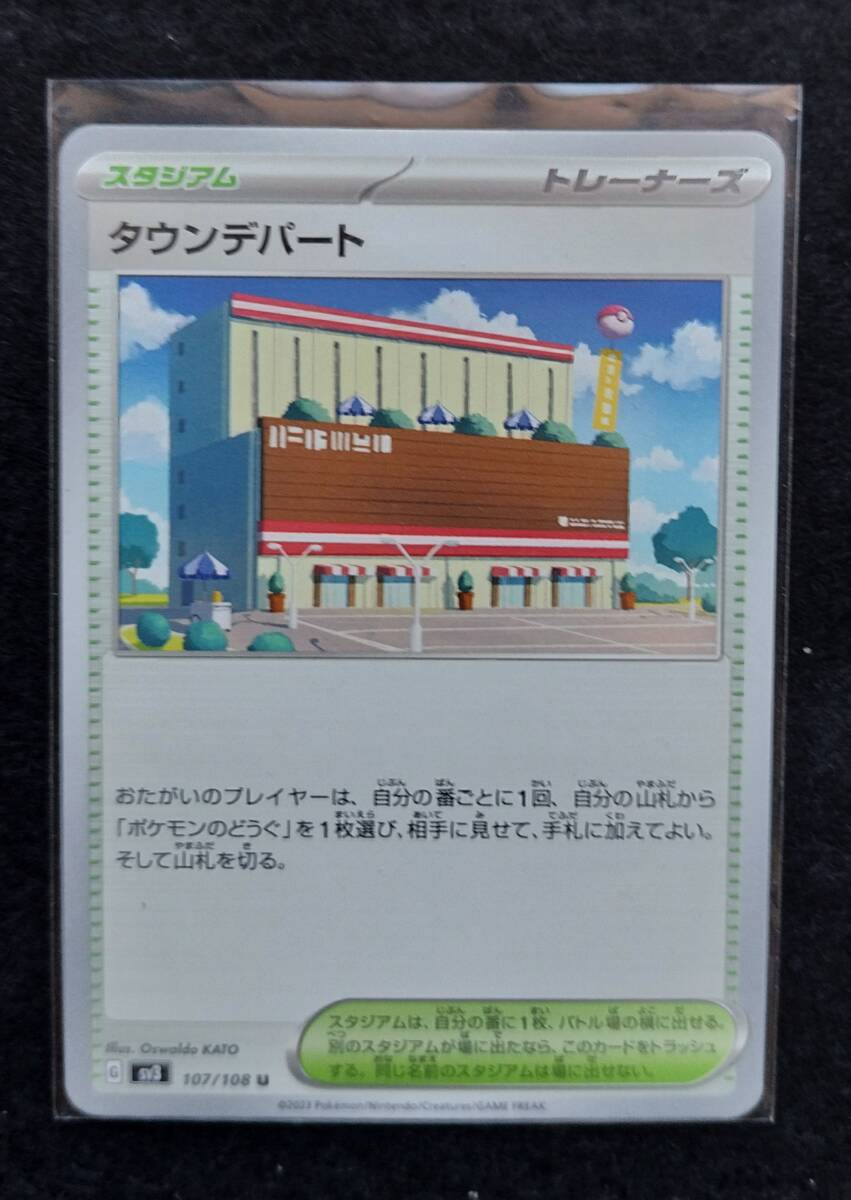 スタジアム トレーナーズ
タウンデパート
おたがいのプレイヤーは、自分の番ごとに1回、自分の山札から
「ポケモンのどうぐ」を1枚選び、相手に見せて、手札に加えてよい。
そして山札を切る。
スタジアムは、自分の番に1枚、バトル場の横に出せる。
別のスタジアムが場に出たなら、このカードをトラッシュ
する。同じ名前のスタジアムは場に出せない。
Illus. Oswaldo KATO
G sv3 107/108 U
©2023 Pokémon/Nintendo/Creatures/GAME FREAK